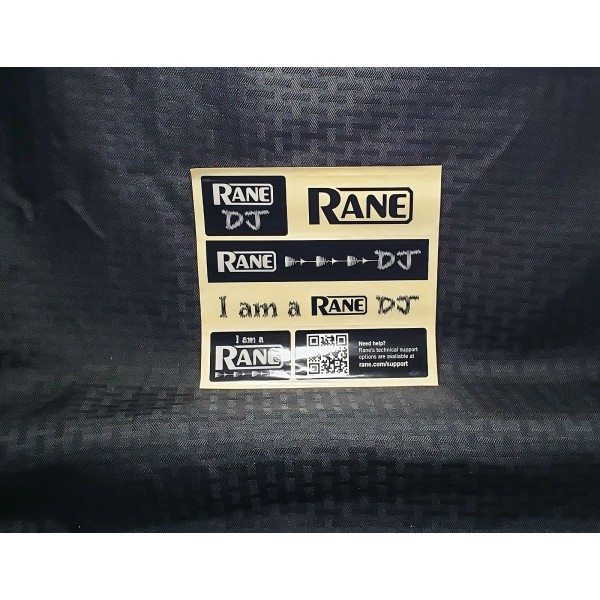 RANE
DJ
RANE
RANE DJ
I am a RANE DJ
I am a
RANE
Need help?
Rane's technical support
options are available at
rane.com/support